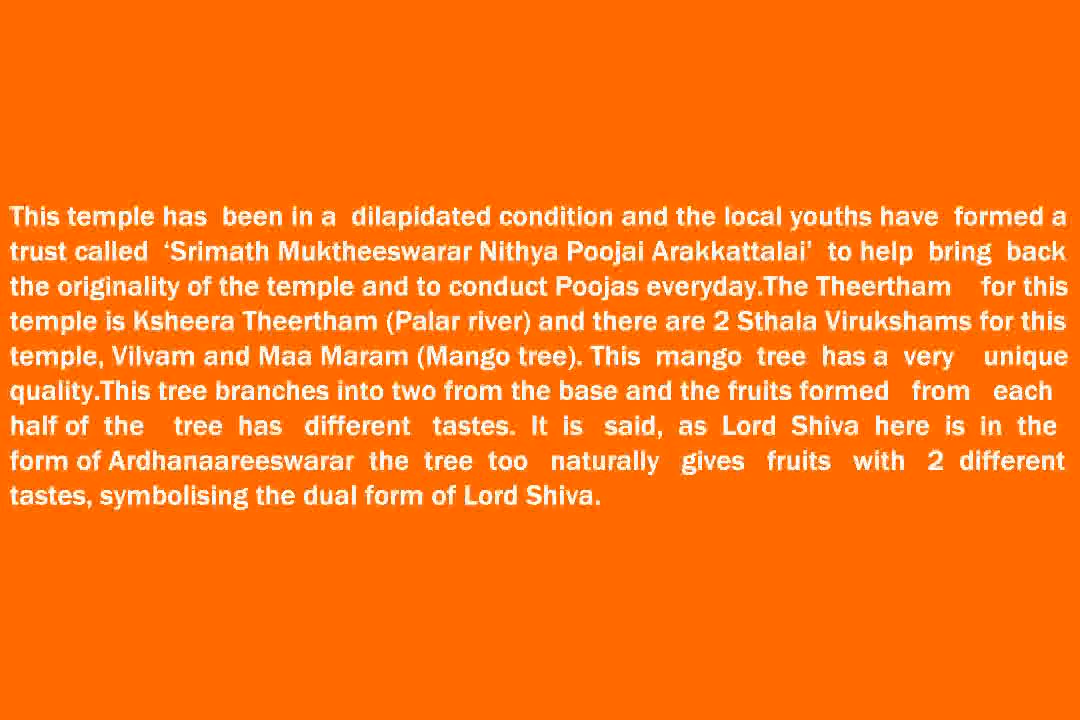 This temple has been in a dilapidated condition and the local youths have formed a
trust called ‘Srimath Muktheeswarar Nithya Poojai Arakkattalai’ to help bring back
the originality of the temple and to conduct Poojas everyday.The Theertham for this
temple is Ksheera Theertham (Palar river) and there are 2 Sthala Virukshams for this
temple, Vilvam and Maa Maram (Mango tree). This mango tree has a very unique
quality.This tree branches into two from the base and the fruits formed from each
half of the tree has different tastes. It is said, as Lord Shiva here is in the
form of Ardhanaareeswarar the tree too naturally gives fruits with 2 different
tastes, symbolising the dual form of Lord Shiva.